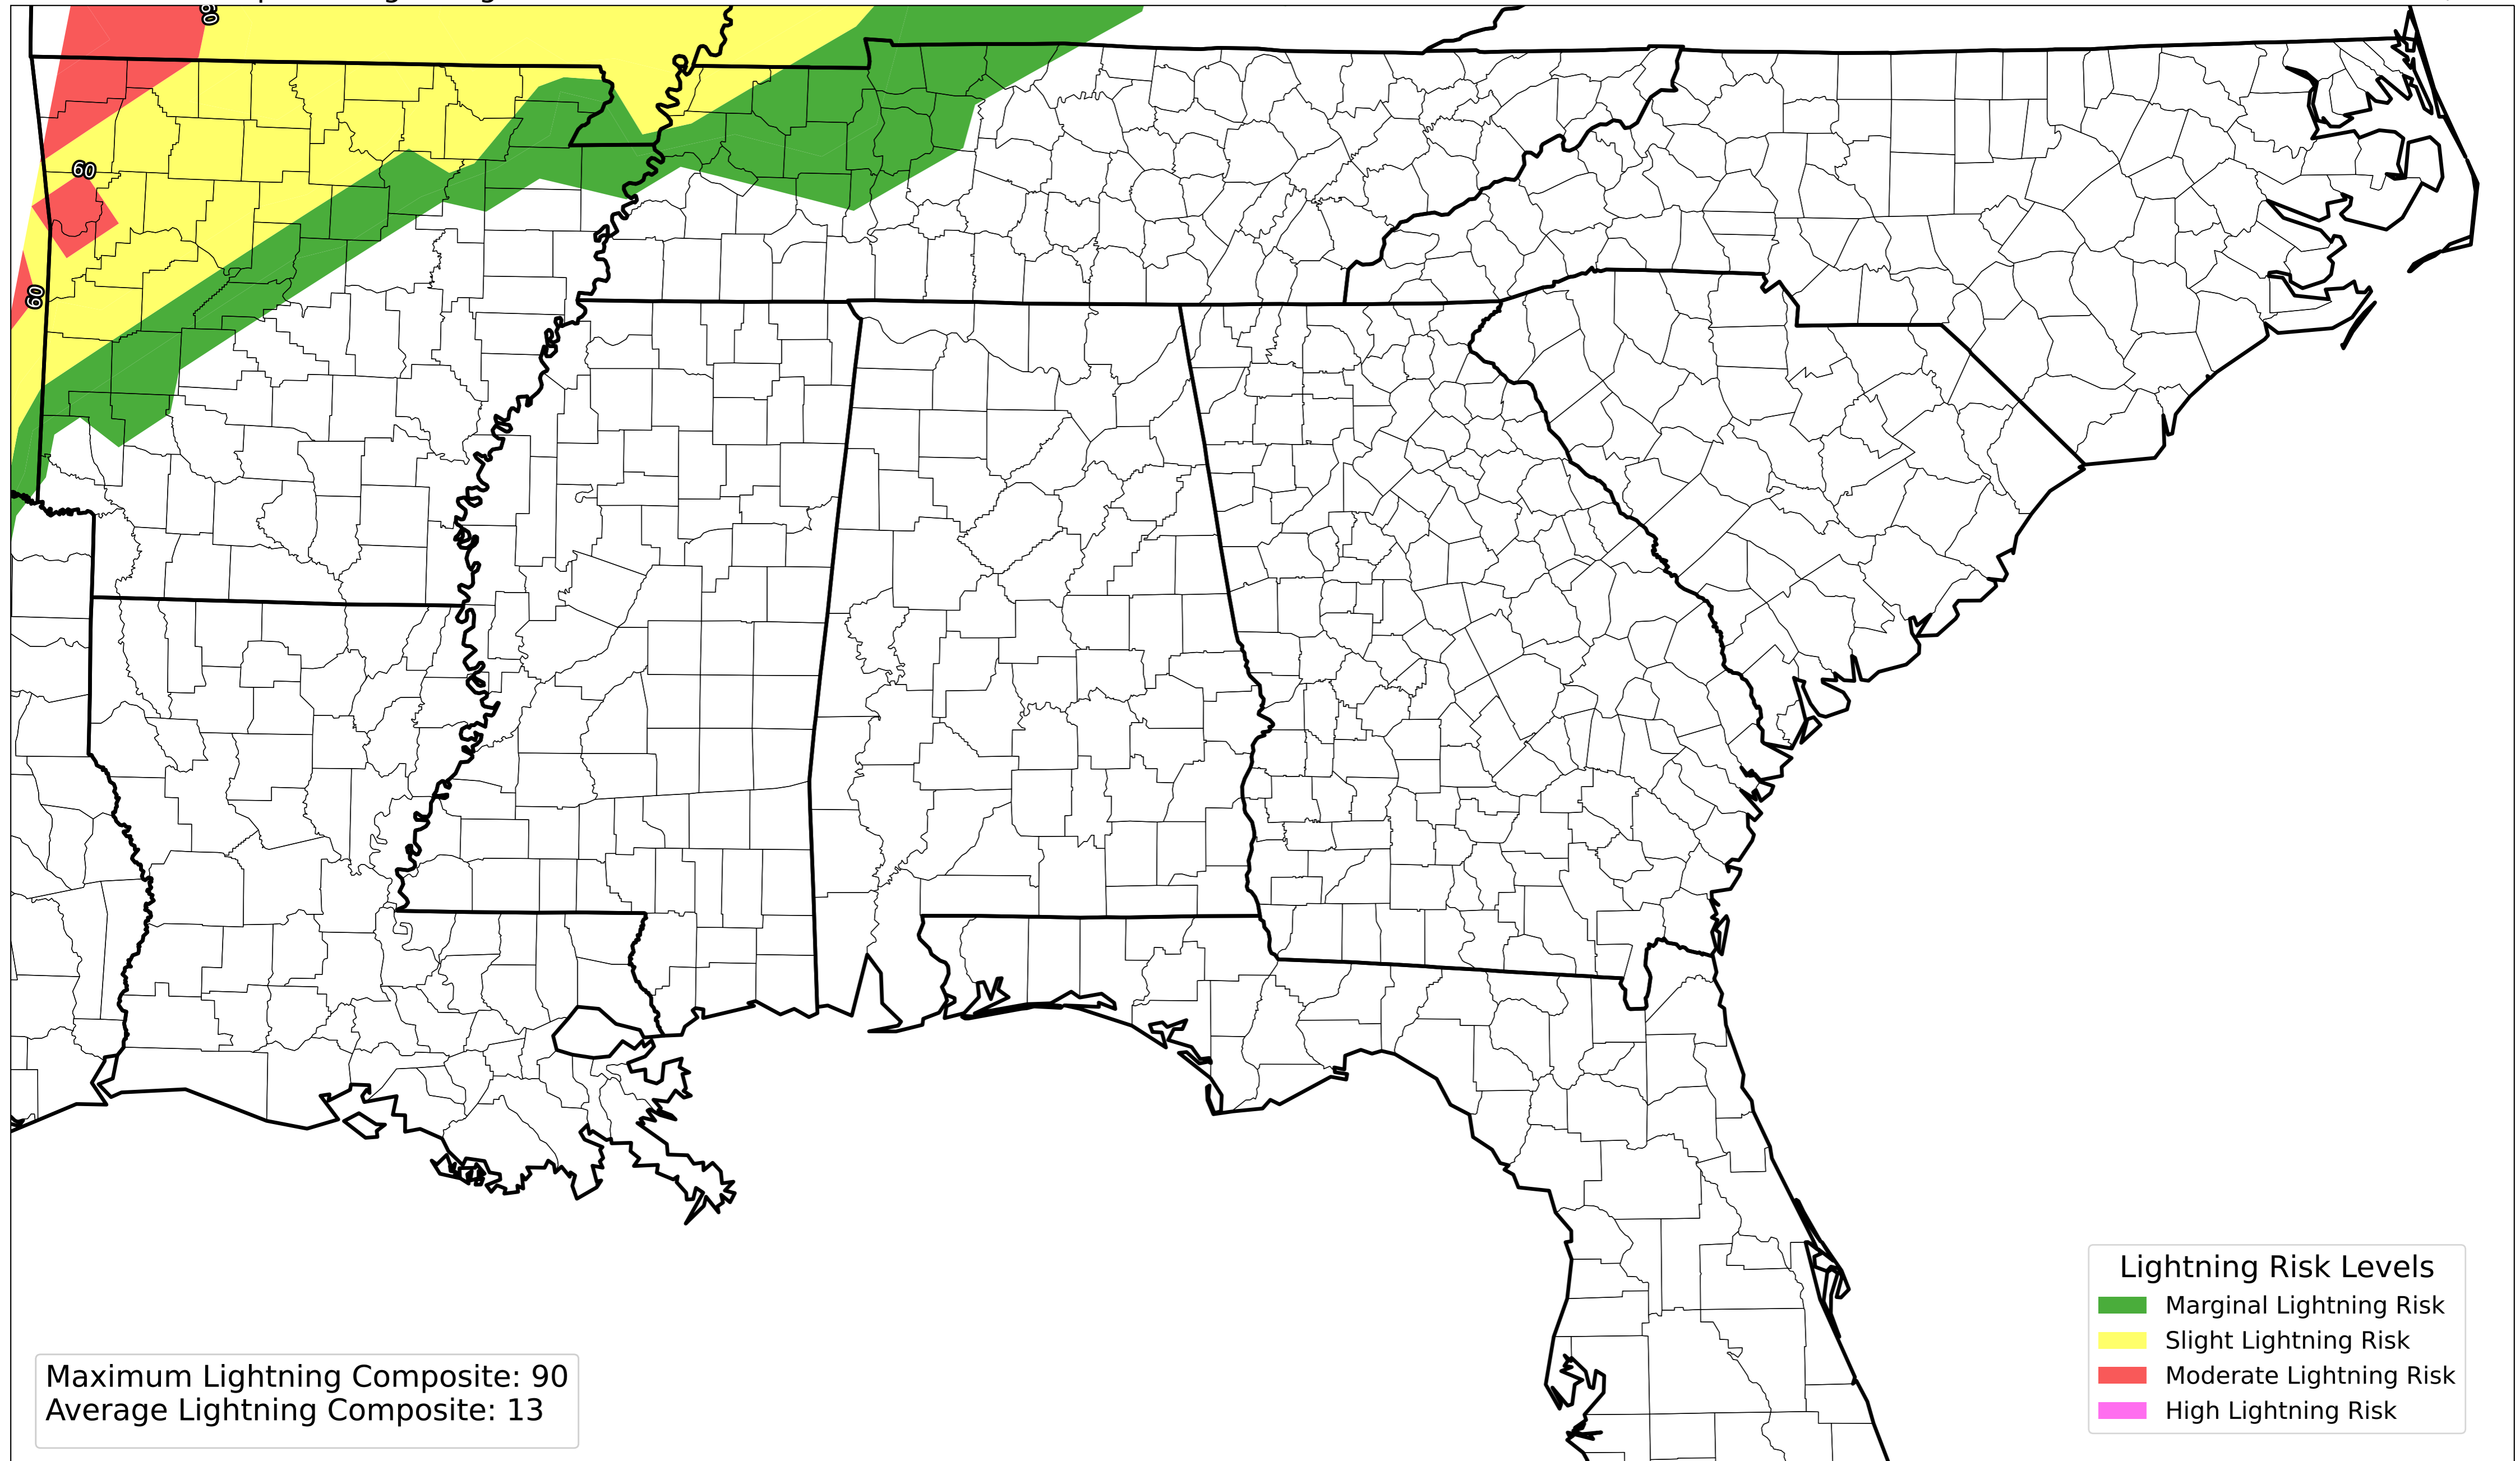 60
60
Lightning Risk Levels
Marginal Lightning Risk
Slight Lightning Risk
Moderate Lightning Risk
High Lightning Risk
Maximum Lightning Composite: 90
Average Lightning Composite: 13